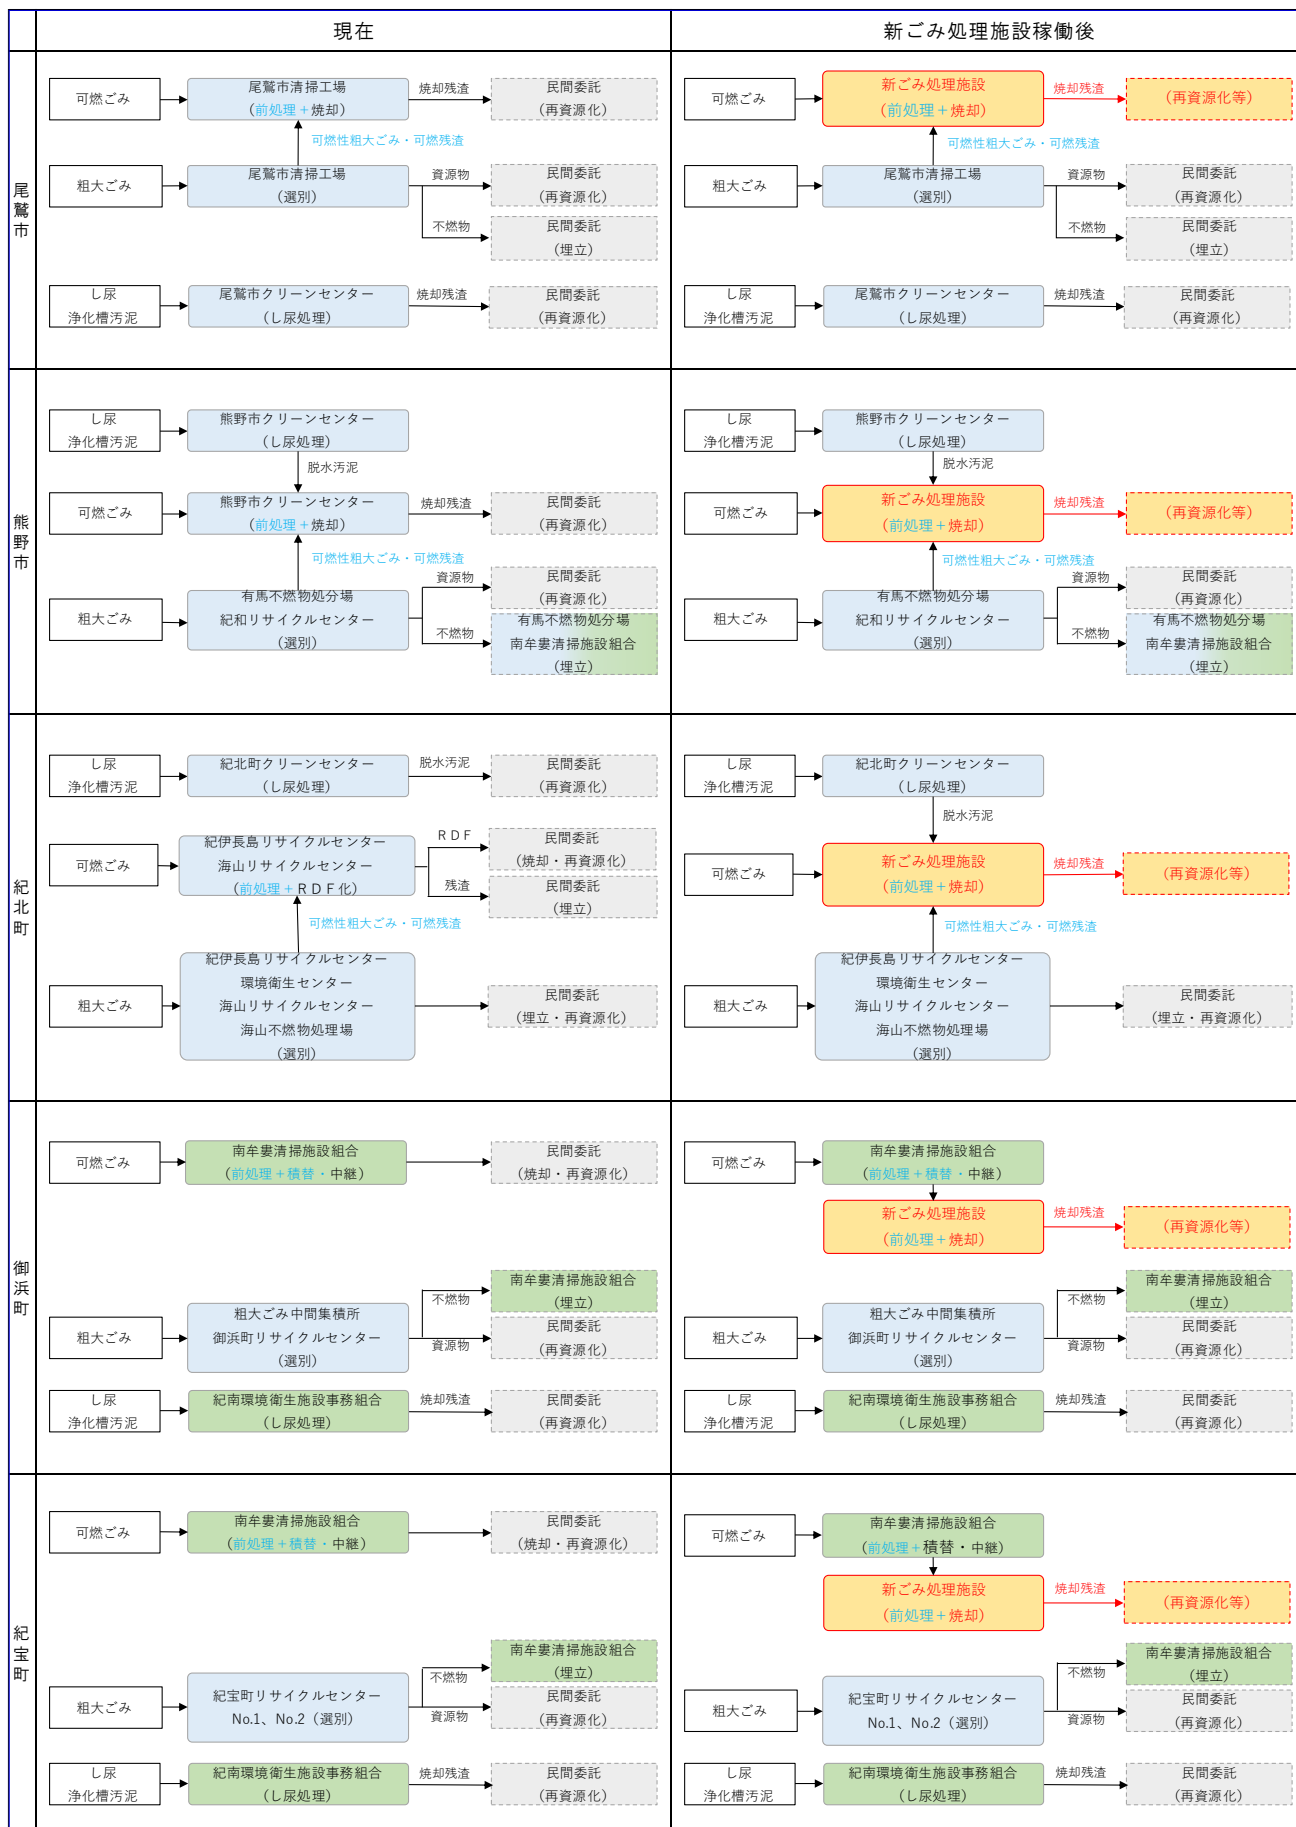 現在
新ごみ処理施設稼働後
尾鷲市
可燃ごみ
尾鷲市清掃工場
(前処理+焼却)
焼却残渣
民間委託
(再資源化)
可燃性粗大ごみ・可燃残渣
粗大ごみ
尾鷲市清掃工場
(選別)
資源物
民間委託
(再資源化)
不燃物
民間委託
(埋立)
し尿
浄化槽汚泥
尾鷲市クリーンセンター
(し尿処理)
焼却残渣
民間委託
(再資源化)
可燃ごみ
新ごみ処理施設
(前処理+焼却)
焼却残渣
(再資源化等)
可燃性粗大ごみ・可燃残渣
粗大ごみ
尾鷲市清掃工場
(選別)
資源物
民間委託
(再資源化)
不燃物
民間委託
(埋立)
し尿
浄化槽汚泥
尾鷲市クリーンセンター
(し尿処理)
焼却残渣
民間委託
(再資源化)
熊野市
し尿
浄化槽汚泥
熊野市クリーンセンター
(し尿処理)
脱水汚泥
可燃ごみ
熊野市クリーンセンター
(前処理+焼却)
焼却残渣
民間委託
(再資源化)
可燃性粗大ごみ・可燃残渣
粗大ごみ
有馬不燃物処分場
紀和リサイクルセンター
(選別)
資源物
民間委託
(再資源化)
不燃物
有馬不燃物処分場
南牟婁清掃施設組合
(埋立)
し尿
浄化槽汚泥
熊野市クリーンセンター
(し尿処理)
脱水汚泥
可燃ごみ
新ごみ処理施設
(前処理+焼却)
焼却残渣
(再資源化等)
可燃性粗大ごみ・可燃残渣
粗大ごみ
有馬不燃物処分場
紀和リサイクルセンター
(選別)
資源物
民間委託
(再資源化)
不燃物
有馬不燃物処分場
南牟婁清掃施設組合
(埋立)
紀北町
し尿
浄化槽汚泥
紀北町クリーンセンター
(し尿処理)
脱水汚泥
民間委託
(再資源化)
可燃ごみ
紀伊長島リサイクルセンター
海山リサイクルセンター
(前処理+RDF化)
RDF
民間委託
(焼却・再資源化)
残渣
民間委託
(埋立)
可燃性粗大ごみ・可燃残渣
粗大ごみ
紀伊長島リサイクルセンター
環境衛生センター
海山リサイクルセンター
海山不燃物処理場
(選別)
民間委託
(埋立・再資源化)
し尿
浄化槽汚泥
紀北町クリーンセンター
(し尿処理)
脱水汚泥
可燃ごみ
新ごみ処理施設
(前処理+焼却)
焼却残渣
(再資源化等)
可燃性粗大ごみ・可燃残渣
粗大ごみ
紀伊長島リサイクルセンター
環境衛生センター
海山リサイクルセンター
海山不燃物処理場
(選別)
民間委託
(埋立・再資源化)
御浜町
可燃ごみ
南牟婁清掃施設組合
(前処理+積替・中継)
民間委託
(焼却・再資源化)
粗大ごみ
粗大ごみ中間集積所
御浜町リサイクルセンター
(選別)
不燃物
南牟婁清掃施設組合
(埋立)
資源物
民間委託
(再資源化)
し尿
浄化槽汚泥
紀南環境衛生施設事務組合
(し尿処理)
焼却残渣
民間委託
(再資源化)
可燃ごみ
南牟婁清掃施設組合
(前処理+積替・中継)
新ごみ処理施設
(前処理+焼却)
焼却残渣
(再資源化等)
粗大ごみ
粗大ごみ中間集積所
御浜町リサイクルセンター
(選別)
不燃物
南牟婁清掃施設組合
(埋立)
資源物
民間委託
(再資源化)
し尿
浄化槽汚泥
紀南環境衛生施設事務組合
(し尿処理)
焼却残渣
民間委託
(再資源化)
紀宝町
可燃ごみ
南牟婁清掃施設組合
(前処理+積替・中継)
民間委託
(焼却・再資源化)
粗大ごみ
紀宝町リサイクルセンター
No.1、No.2(選別)
不燃物
南牟婁清掃施設組合
(埋立)
資源物
民間委託
(再資源化)
し尿
浄化槽汚泥
紀南環境衛生施設事務組合
(し尿処理)
焼却残渣
民間委託
(再資源化)
可燃ごみ
南牟婁清掃施設組合
(前処理+積替・中継)
新ごみ処理施設
(前処理+焼却)
焼却残渣
(再資源化等)
粗大ごみ
紀宝町リサイクルセンター
No.1、No.2(選別)
不燃物
南牟婁清掃施設組合
(埋立)
資源物
民間委託
(再資源化)
し尿
浄化槽汚泥
紀南環境衛生施設事務組合
(し尿処理)
焼却残渣
民間委託
(再資源化)